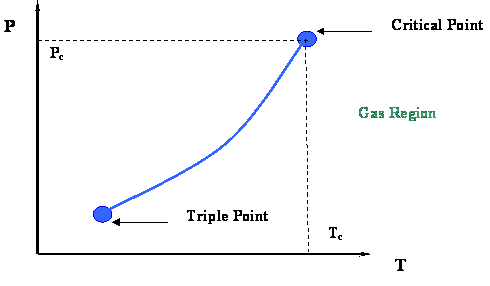 P
Critical Point
Pc
Gas Region
Triple Point
Tc
T